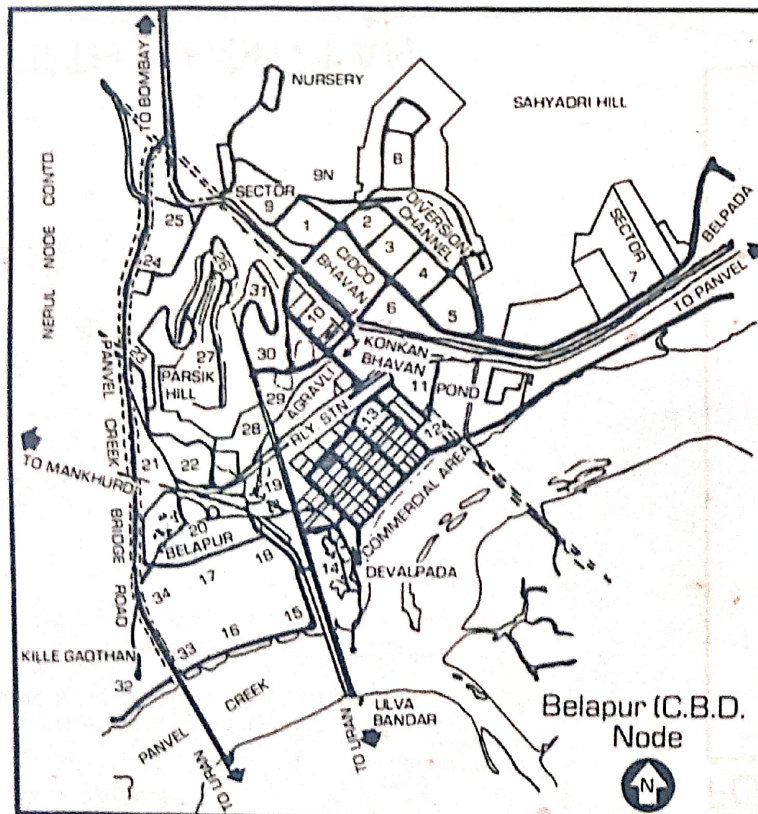 TO BOMBAY
NURSERY
SAHYADRI HILL
8
9N
SECTOR
9
NERUL NODE CONTD.
25
1
2
DIVERSION
CHANNEL
3
4
5
6
CIDCO
BHAVAN
SECTOR
7
BELPADA
TO PANVEL
24
26
31
10
KONKAN
BHAVAN
23
27
30
PARSIK
HILL
29
AGRAVLI
11
POND
PANVEL CREEK BRIDGE ROAD
28
RLY. STN
13
12
21
22
TO MANKHURD
19
COMMERCIAL AREA
20
BELAPUR
18
14
DEVALPADA
17
34
15
16
KILLE GAOTHAN
33
32
PANVEL CREEK
ULVA
BANDAR
TO URAN
TO URAN
Belapur (C.B.D.
Node
N